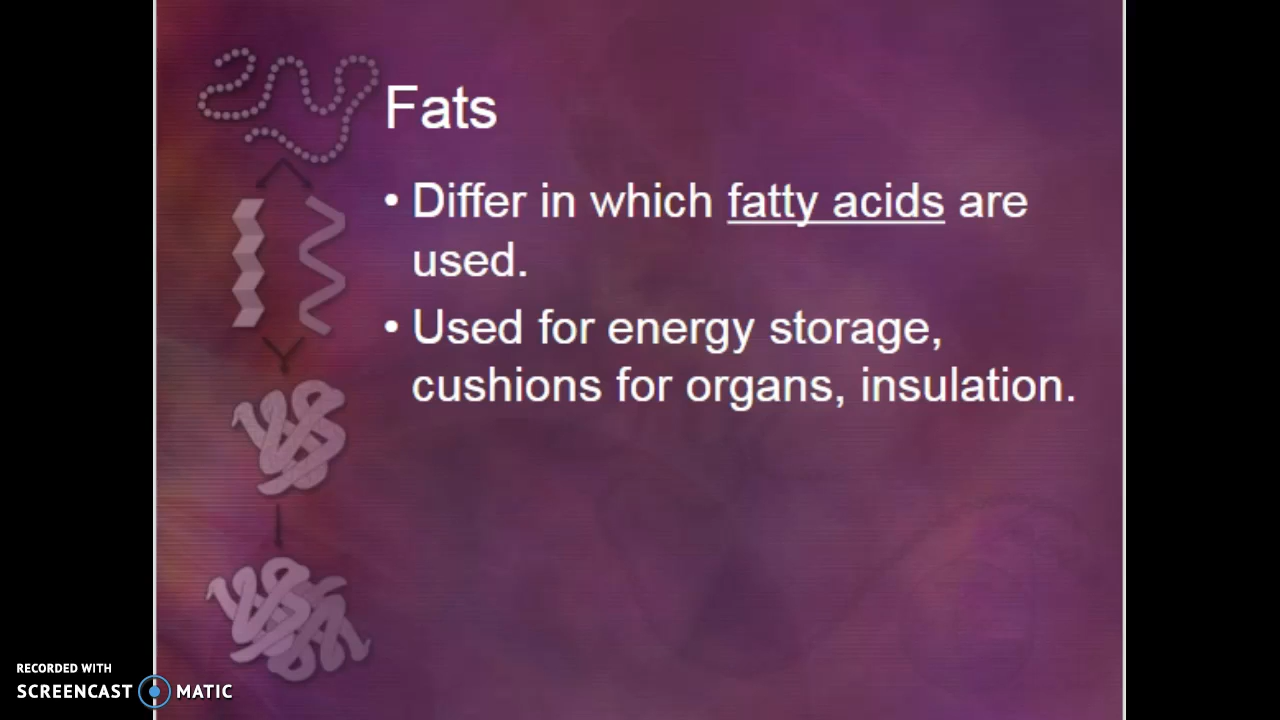 Fats
• Differ in which fatty acids are
used.
• Used for energy storage,
cushions for organs, insulation.
RECORDED WITH
SCREENCAST MATIC